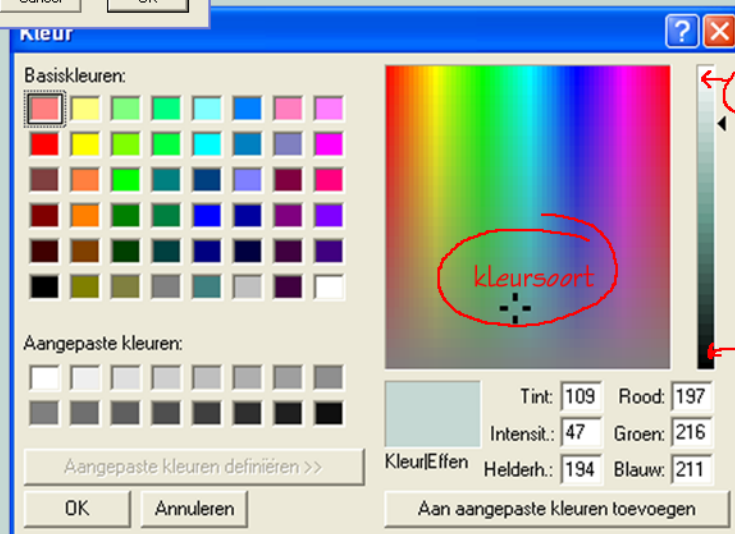 Cancel
OK
Kleur
?
Basiskleuren:
kleursoort
Aangepaste kleuren:
Tint: 109 Rood: 197
Intensit.: 47 Groen: 216
Kleur|Effen Helderh.: 194 Blauw: 211
Aangepaste kleuren definiëren >>
OK Annuleren Aan aangepaste kleuren toevoegen